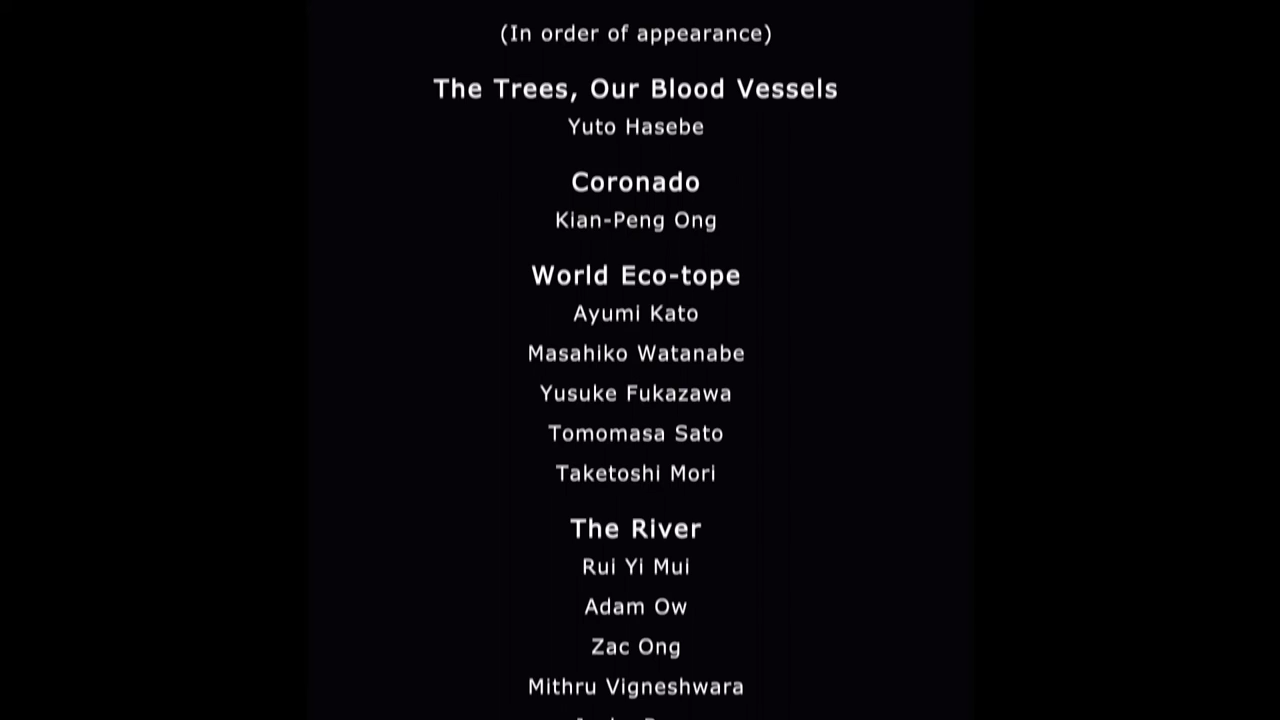 (In order of appearance)
The Trees, Our Blood Vessels
Yuto Hasebe
Coronado
Kian-Peng Ong
World Eco-tope
Ayumi Kato
Masahiko Watanabe
Yusuke Fukazawa
Tomomasa Sato
Taketoshi Mori
The River
Rui Yi Mui
Adam Ow
Zac Ong
Mithru Vigneshwara